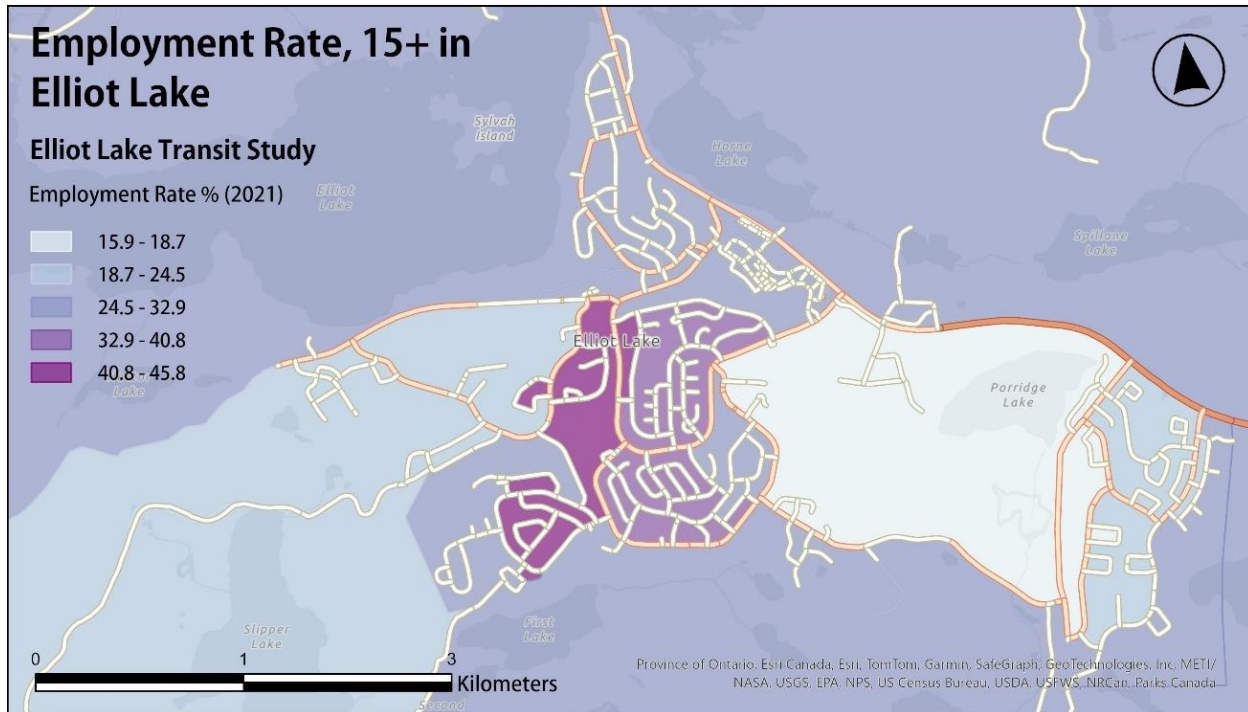 Employment Rate, 15+ in
Elliot Lake
Elliot Lake Transit Study
Employment Rate % (2021)
15.9 - 18.7
18.7 - 24.5
24.5 - 32.9
32.9 - 40.8
40.8 - 45.8
Sylvah
Island
Elliot
Lake
Horne
Lake
Spillane
Lake
Elliot Lake
Lake
Porridge
Lake
First
Lake
Slipper
Lake
Second
0 1 3
Kilometers
Province of Ontario, Esri Canada, Esri, TomTom, Garmin, SafeGraph, GeoTechnologies, Inc, METI/
NASA, USGS, EPA, NPS, US Census Bureau, USDA, USFWS, NRCan, Parks Canada